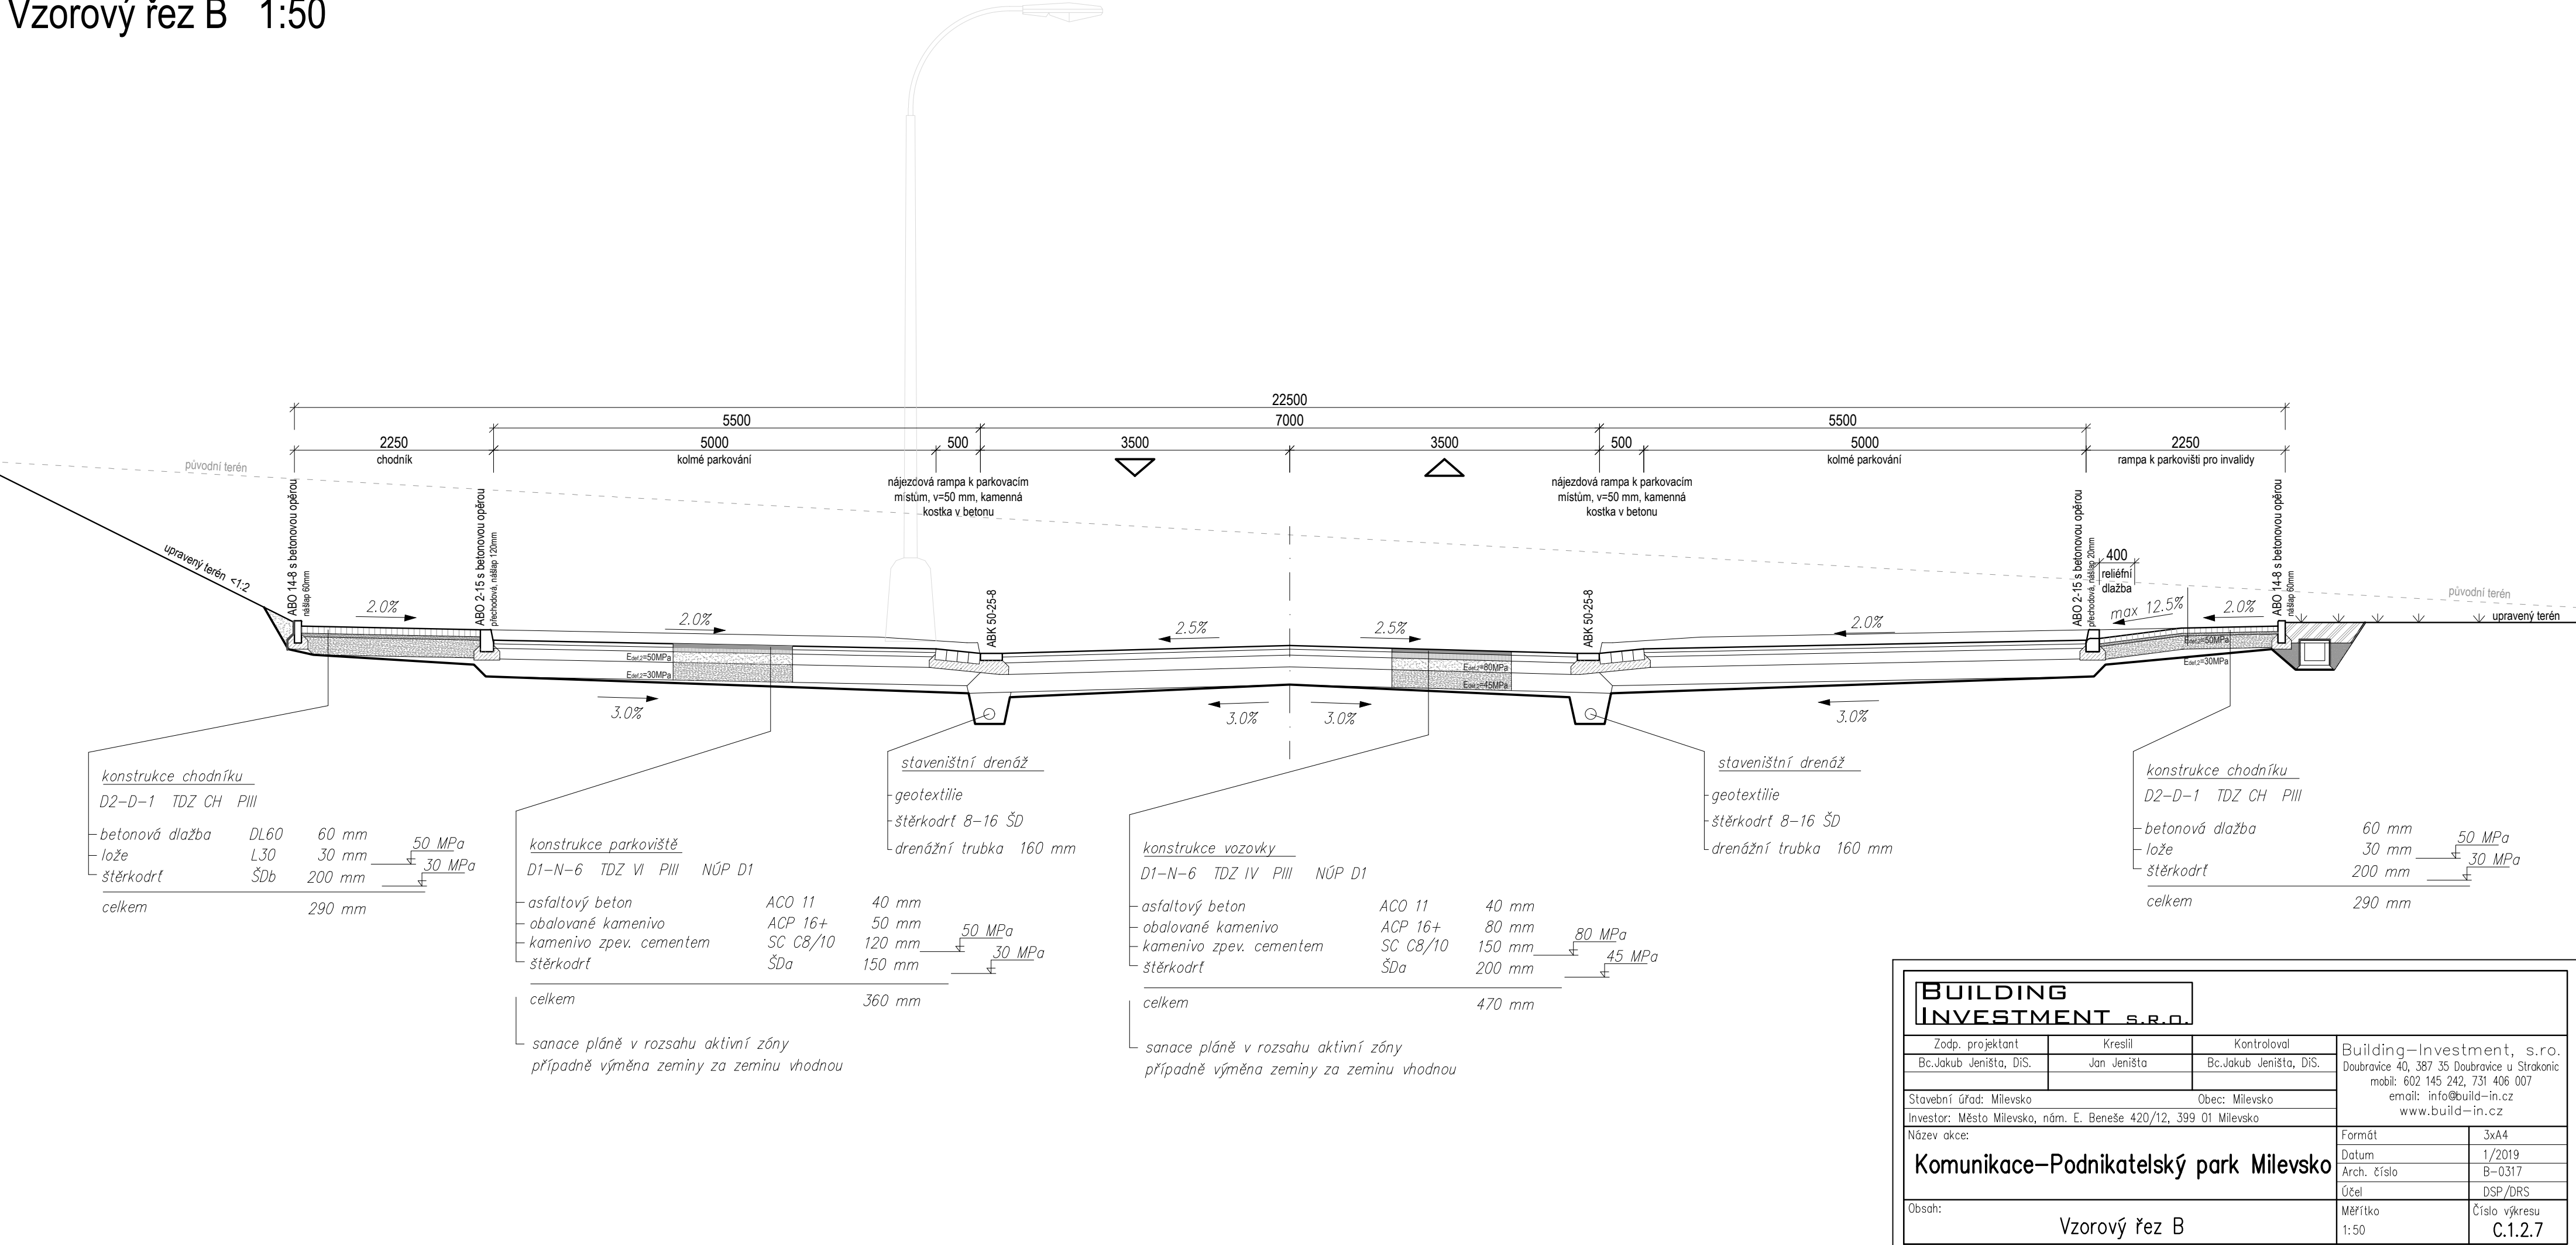 Vzorový řez B 1:50
22500
5500 7000 5500
2250 5000 500 3500 3500 500 5000 2250
chodník kolmé parkování kolmé parkování rampa k parkovišti pro invalidy
původní terén
nájezdová rampa k parkovacím
místům, v=50 mm, kamenná
kostka v betonu
nájezdová rampa k parkovacím
místům, v=50 mm, kamenná
kostka v betonu
upravený terén <1:2
ABO 14-8 s betonovou opěrou
nášlap 60mm
ABO 2-15 s betonovou opěrou
přechodová, nášlap 120mm
ABK 50-25-8
ABK 50-25-8
ABO 2-15 s betonovou opěrou
přechodová, nášlap 20mm
400
reliéfní
dlažba
ABO 14-8 s betonovou opěrou
nášlap 60mm
původní terén
upravený terén
2.0% 2.0% 2.5% 2.5% 2.0% max 12.5% 2.0%
Edef,2=50MPa
Edef,2=30MPa
Edef,2=80MPa
Edef,2=45MPa
Edef,2=50MPa
Edef,2=30MPa
3.0% 3.0% 3.0% 3.0%
konstrukce chodníku
D2-D-1 TDZ CH PIII
betonová dlažba DL60 60 mm
lože L30 30 mm 50 MPa
štěrkodrť ŠDb 200 mm 30 MPa
celkem 290 mm
konstrukce parkoviště
D1-N-6 TDZ VI PIII NÚP D1
asfaltový beton ACO 11 40 mm
obalované kamenivo ACP 16+ 50 mm
kamenivo zpev. cementem SC C8/10 120 mm 50 MPa
štěrkodrť ŠDa 150 mm 30 MPa
celkem 360 mm
sanace pláně v rozsahu aktivní zóny
případně výměna zeminy za zeminu vhodnou
staveništní drenáž
geotextilie
štěrkodrť 8-16 ŠD
drenážní trubka 160 mm
konstrukce vozovky
D1-N-6 TDZ IV PIII NÚP D1
asfaltový beton ACO 11 40 mm
obalované kamenivo ACP 16+ 80 mm
kamenivo zpev. cementem SC C8/10 150 mm 80 MPa
štěrkodrť ŠDa 200 mm 45 MPa
celkem 470 mm
sanace pláně v rozsahu aktivní zóny
případně výměna zeminy za zeminu vhodnou
staveništní drenáž
geotextilie
štěrkodrť 8-16 ŠD
drenážní trubka 160 mm
konstrukce chodníku
D2-D-1 TDZ CH PIII
betonová dlažba 60 mm
lože 30 mm 50 MPa
štěrkodrť 200 mm 30 MPa
celkem 290 mm
BUILDING
INVESTMENT S.R.O.
Zodp. projektant Kreslil Kontroloval
Bc.Jakub Jeništa, DiS. Jan Jeništa Bc.Jakub Jeništa, DiS.
Building-Investment, s.r.o.
Doubravice 40, 387 35 Doubravice u Strakonic
mobil: 602 145 242, 731 406 007
email: info@build-in.cz
www.build-in.cz
Stavební úřad: Milevsko Obec: Milevsko
Investor: Město Milevsko, nám. E. Beneše 420/12, 399 01 Milevsko
Název akce:
Komunikace-Podnikatelský park Milevsko
Formát 3xA4
Datum 1/2019
Arch. číslo B-0317
Účel DSP/DRS
Obsah:
Vzorový řez B
Měřítko
1:50
Číslo výkresu
C.1.2.7